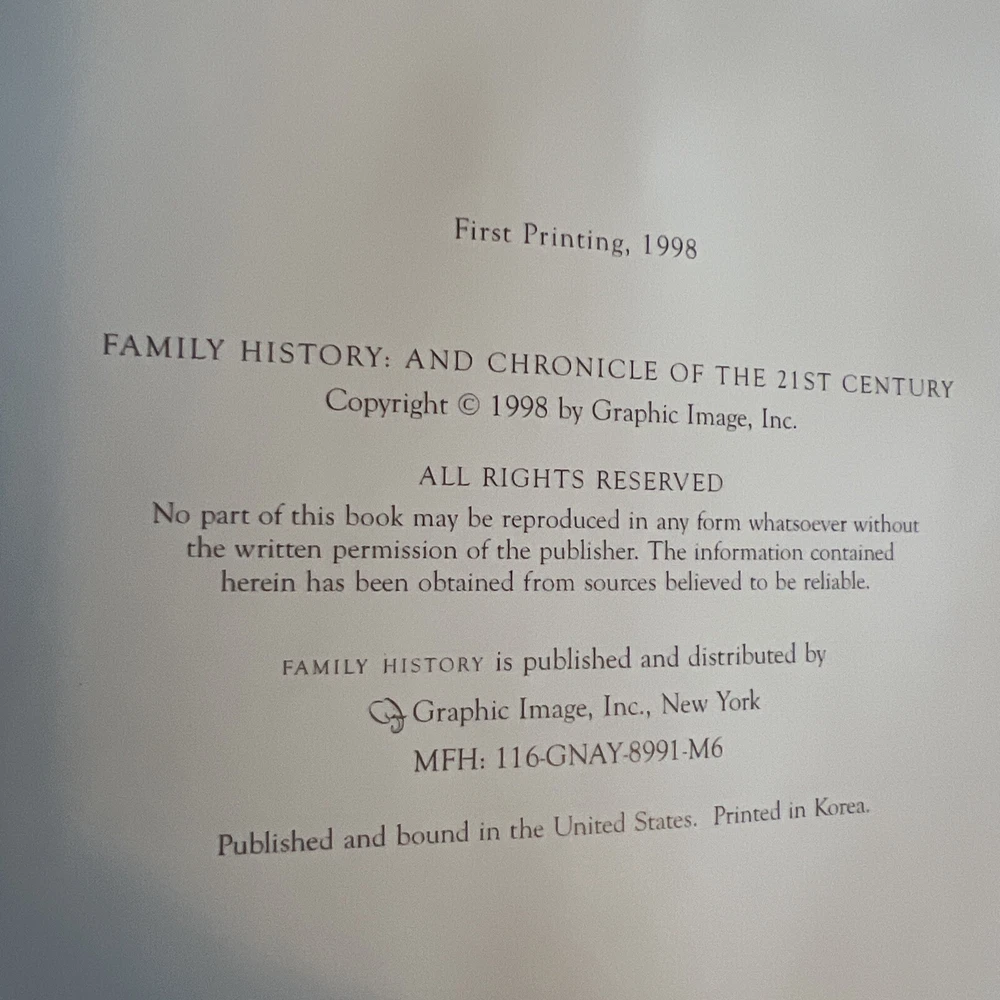 First Printing, 1998
FAMILY HISTORY: AND CHRONICLE OF THE 21ST CENTURY
Copyright © 1998 by Graphic Image, Inc.
ALL RIGHTS RESERVED
No part of this book may be reproduced in any form whatsoever without
the written permission of the publisher. The information contained
herein has been obtained from sources believed to be reliable.
FAMILY HISTORY is published and distributed by
Graphic Image, Inc., New York
MFH: 116-GNAY-8991-M6
Published and bound in the United States. Printed in Korea.